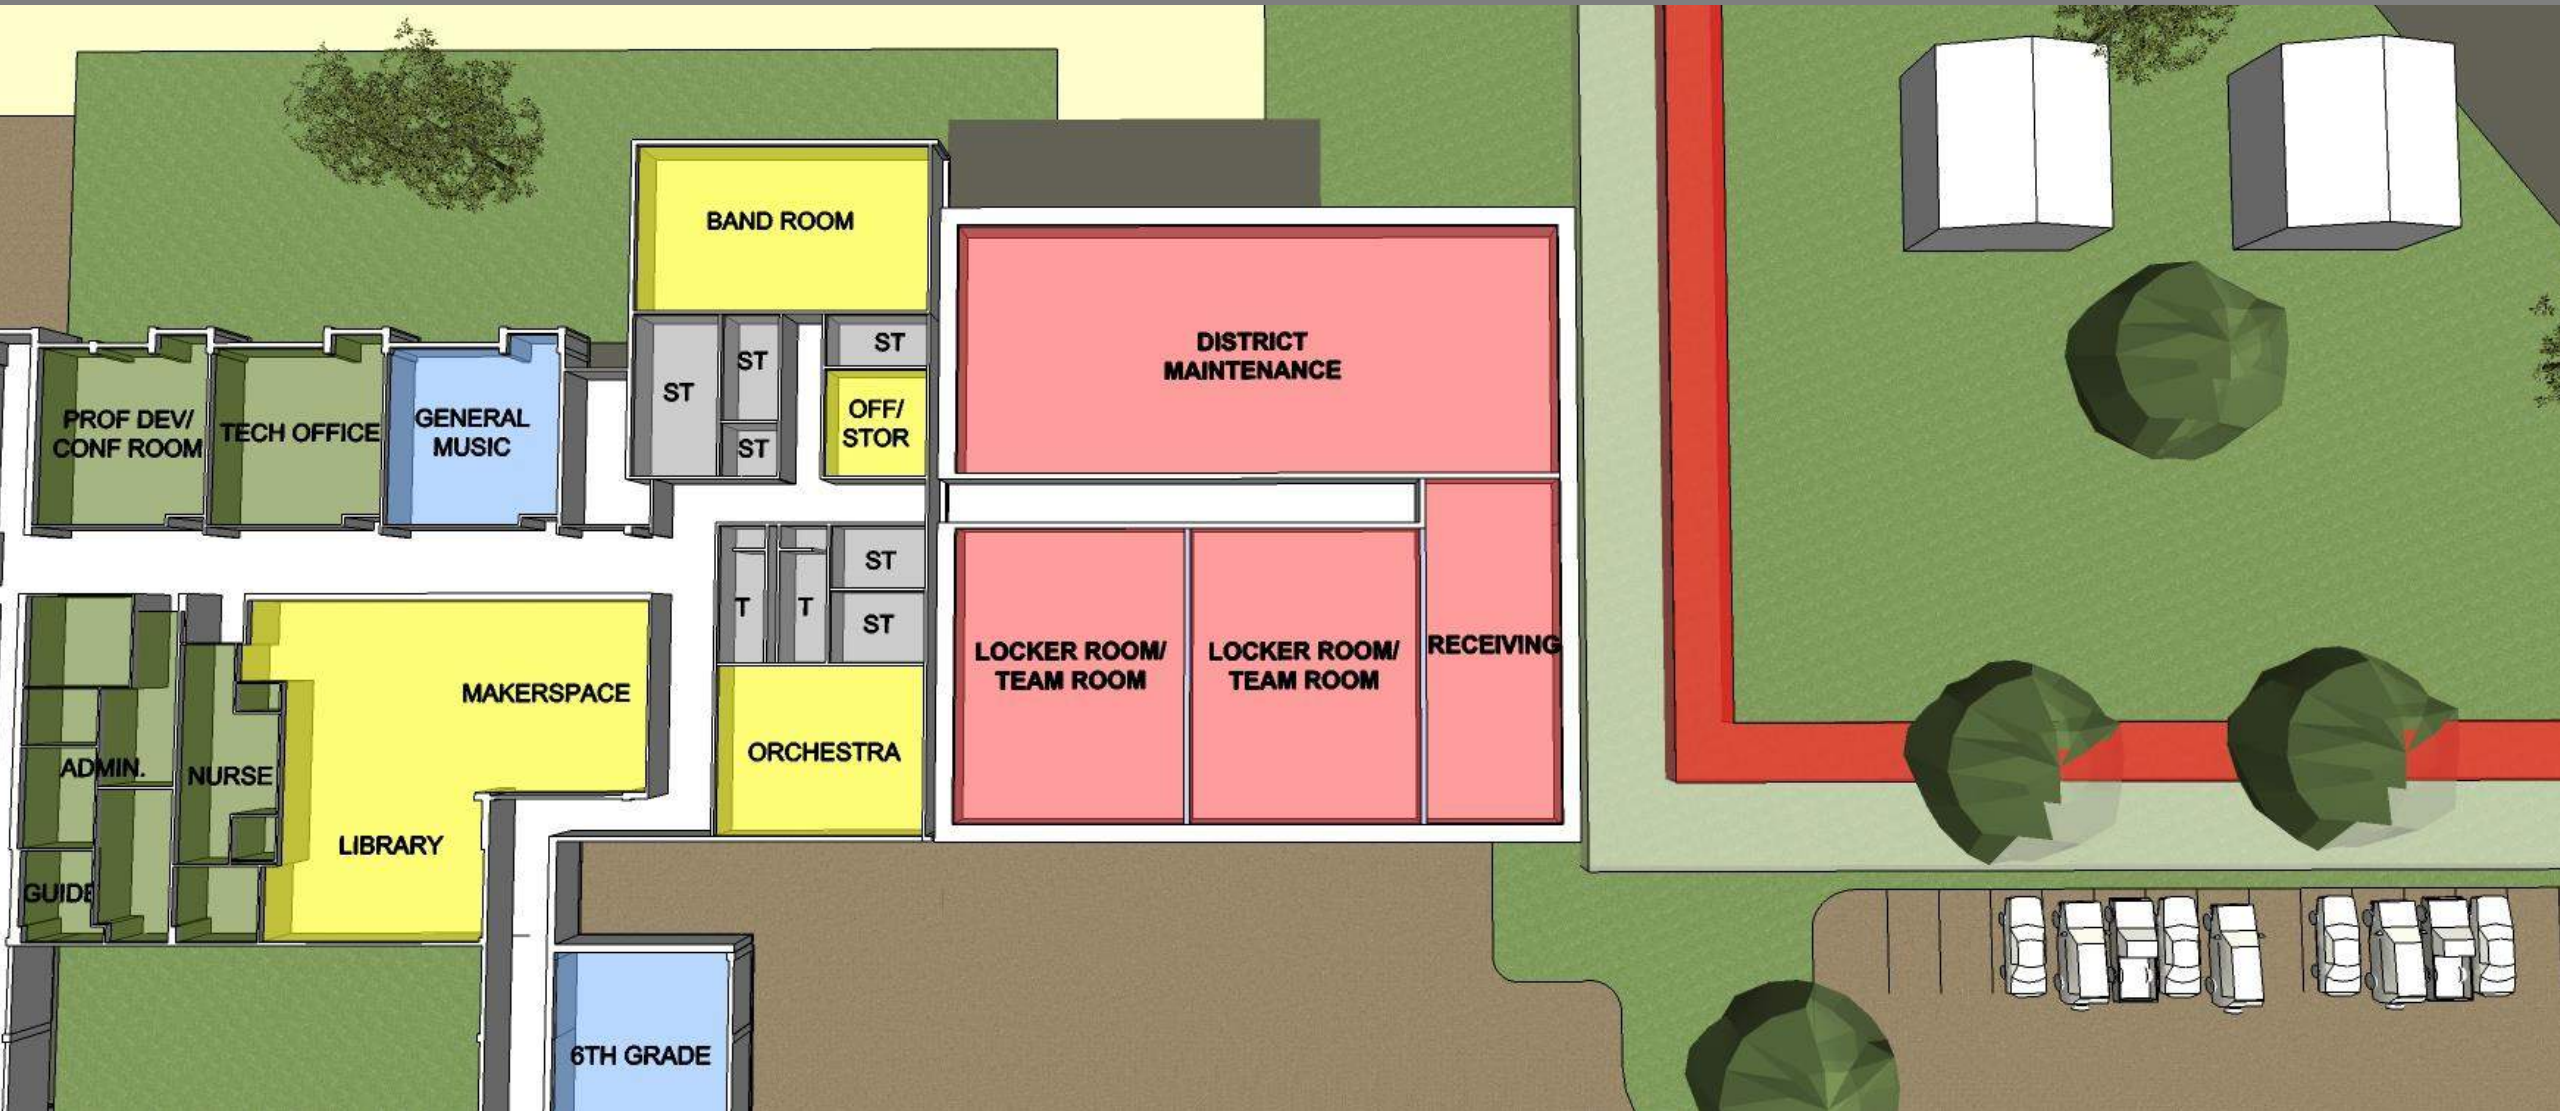 BAND ROOM
ST
ST
ST
ST
OFF/
STOR
DISTRICT
MAINTENANCE
PROF DEV/
CONF ROOM
TECH OFFICE
GENERAL
MUSIC
ST
ST
T
T
LOCKER ROOM/
TEAM ROOM
LOCKER ROOM/
TEAM ROOM
RECEIVING
MAKERSPACE
ORCHESTRA
ADMIN.
NURSE
LIBRARY
GUIDE
6TH GRADE